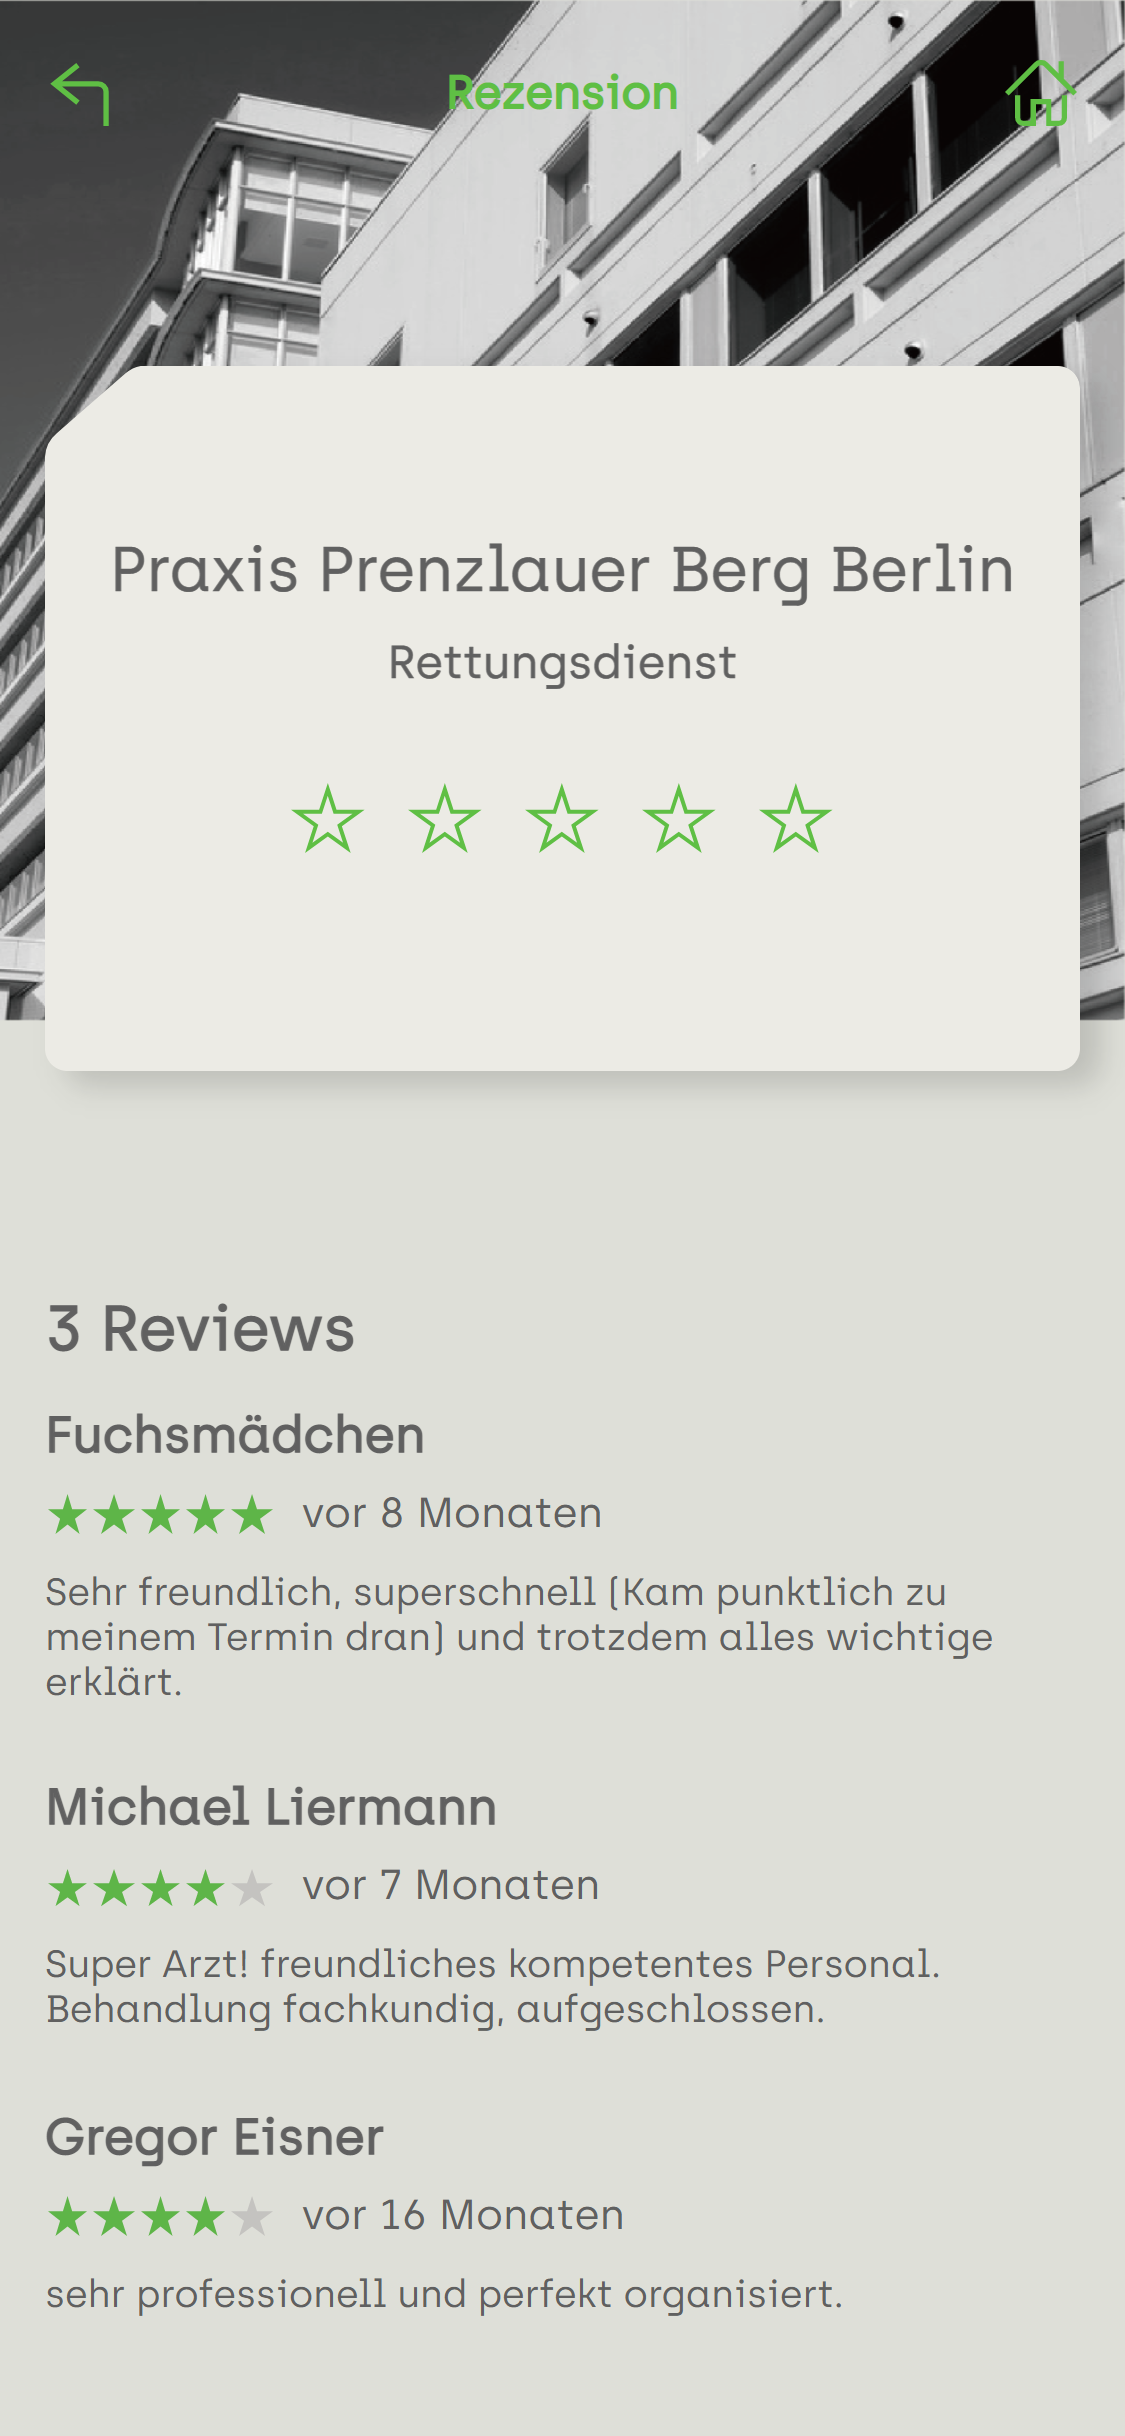 Rezension
Praxis Prenzlauer Berg Berlin
Rettungsdienst
3 Reviews
Fuchsmädchen
vor 8 Monaten
Sehr freundlich, superschnell (Kam punktlich zu
meinem Termin dran) und trotzdem alles wichtige
erklärt.
Michael Liermann
vor 7 Monaten
Super Arzt! freundliches kompetentes Personal.
Behandlung fachkundig, aufgeschlossen.
Gregor Eisner
vor 16 Monaten
sehr professionell und perfekt organisiert.